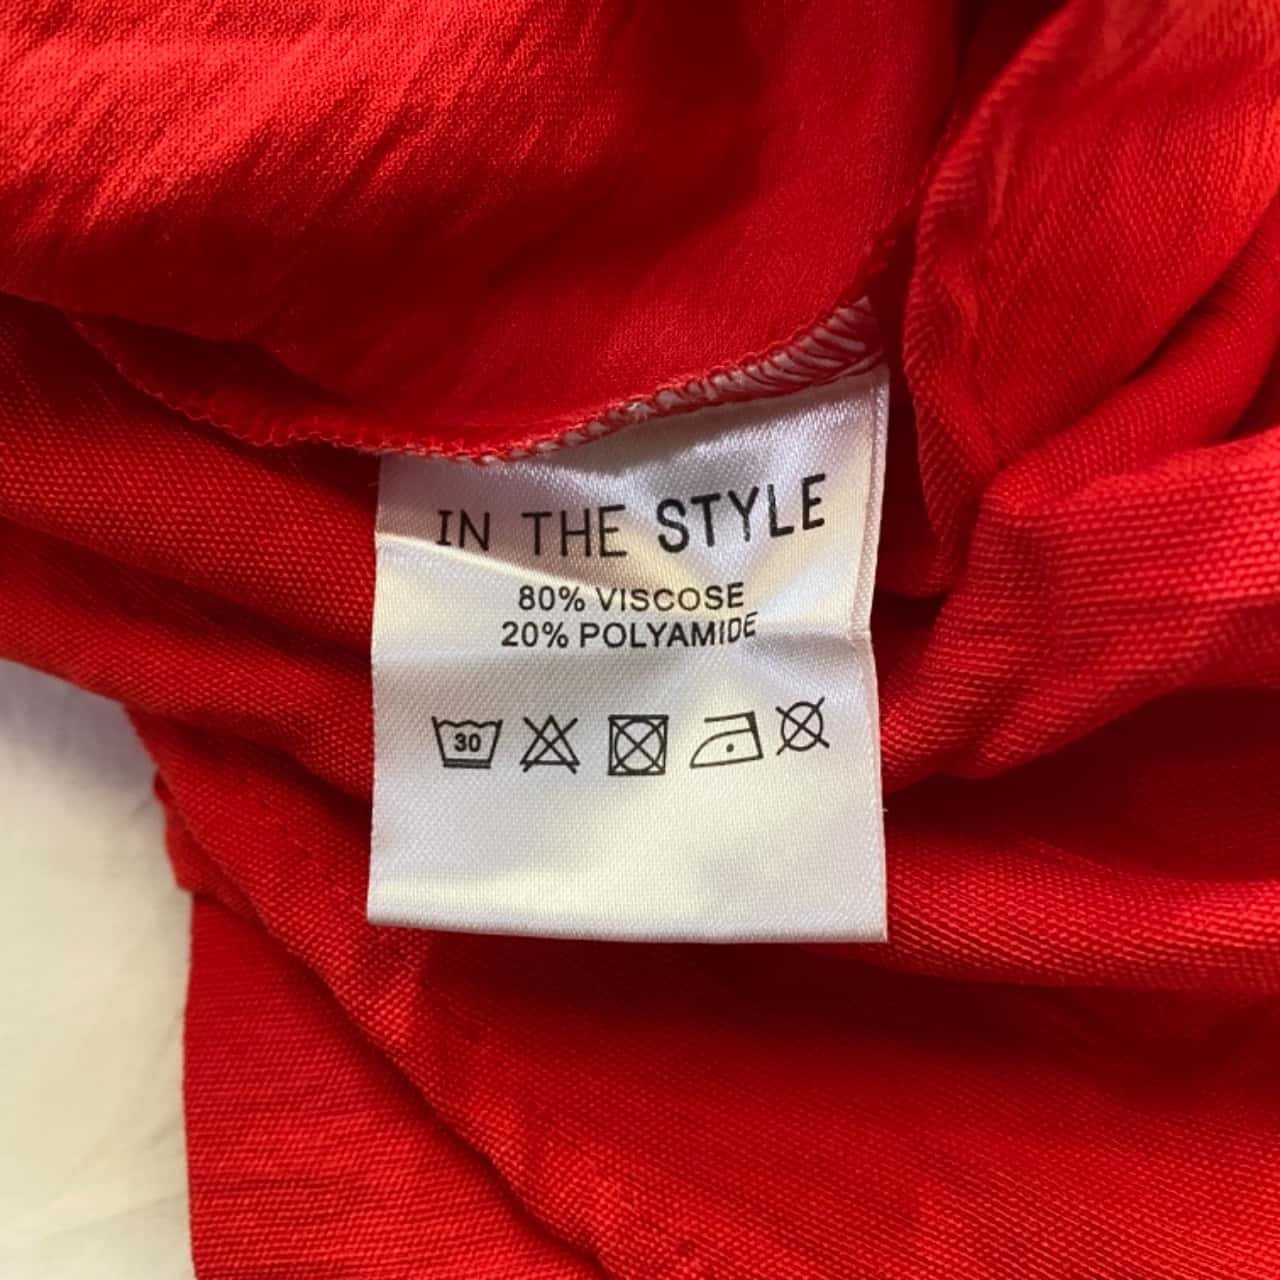 IN THE STYLE
80% VISCOSE
20% POLYAMIDE
30